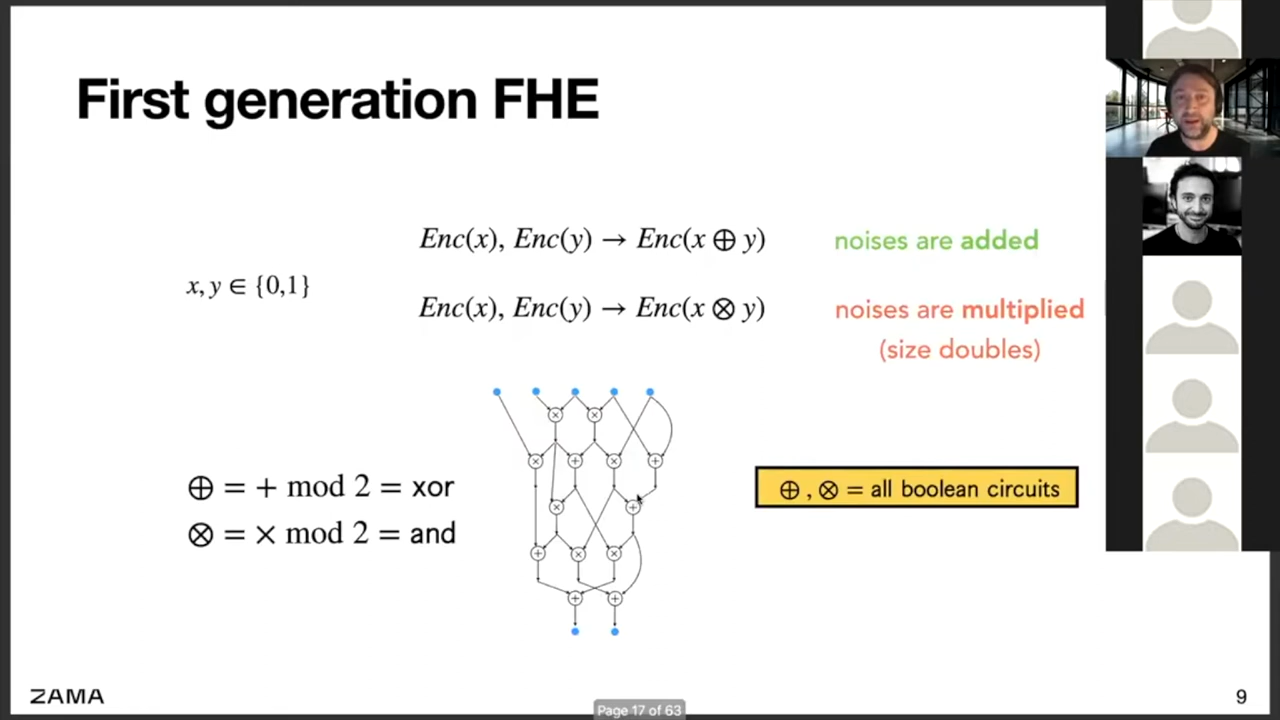 First generation FHE
Enc(x), Enc(y) → Enc(x ⊕ y)
noises are added
x, y ∈ {0,1}
Enc(x), Enc(y) → Enc(x ⊗ y)
noises are multiplied
(size doubles)
⊕ = + mod 2 = xor
⊗ = × mod 2 = and
⊕ , ⊗ = all boolean circuits
ZAMA
9
Page 17 of 63